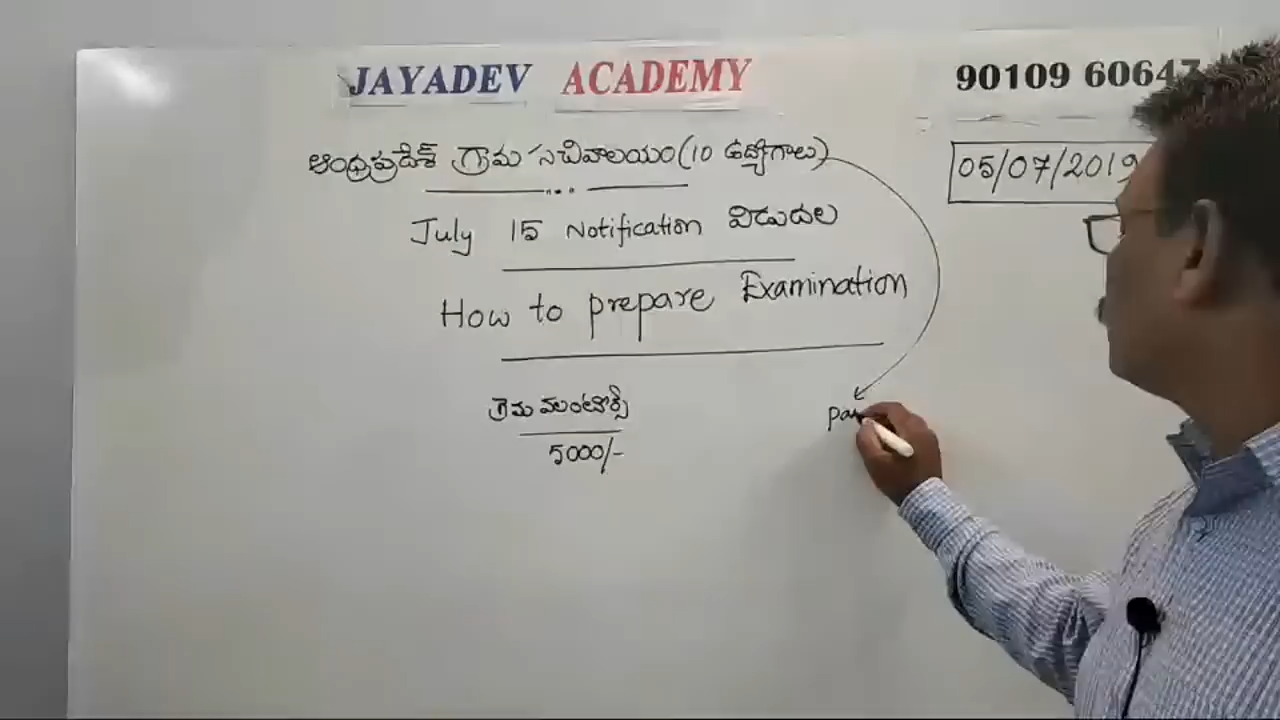 JAYADEV ACADEMY
90109 60647
05/07/2019
ఆంధ్రప్రదేశ్ గ్రామ సచివాలయం (10 ఉద్యోగాలు)
July 15 Notification విడుదల
How to prepare Examination
గ్రామ
5000/-